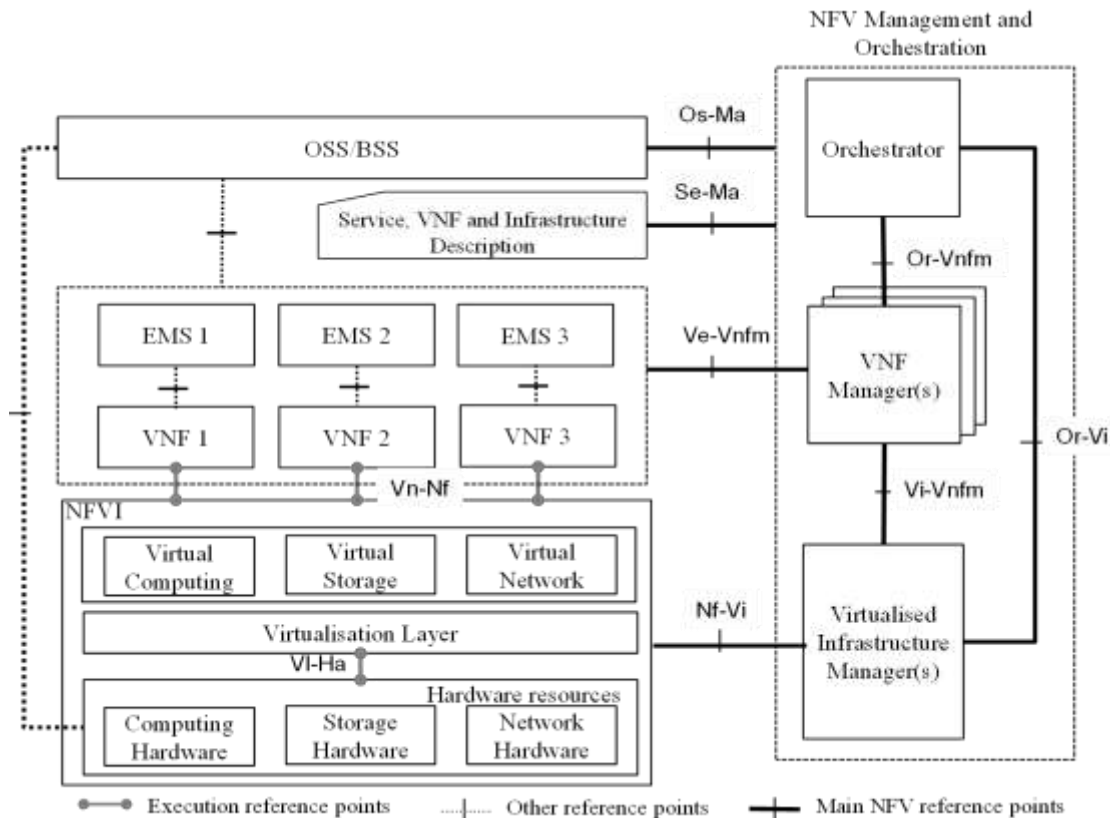 NFV Management and
Orchestration
Os-Ma
OSS/BSS
Orchestrator
Se-Ma
Service, VNF and Infrastructure
Description
Or-Vnfm
EMS 1
EMS 2
EMS 3
Ve-Vnfm
VNF
Manager(s)
VNF 1
VNF 2
VNF 3
Or-Vi
Vn-Nf
Vi-Vnfm
NFVI
Virtual
Computing
Virtual
Storage
Virtual
Network
Nf-Vi
Virtualised
Infrastructure
Manager(s)
Virtualisation Layer
Vl-Ha
Hardware resources
Computing
Hardware
Storage
Hardware
Network
Hardware
Execution reference points
Other reference points
Main NFV reference points